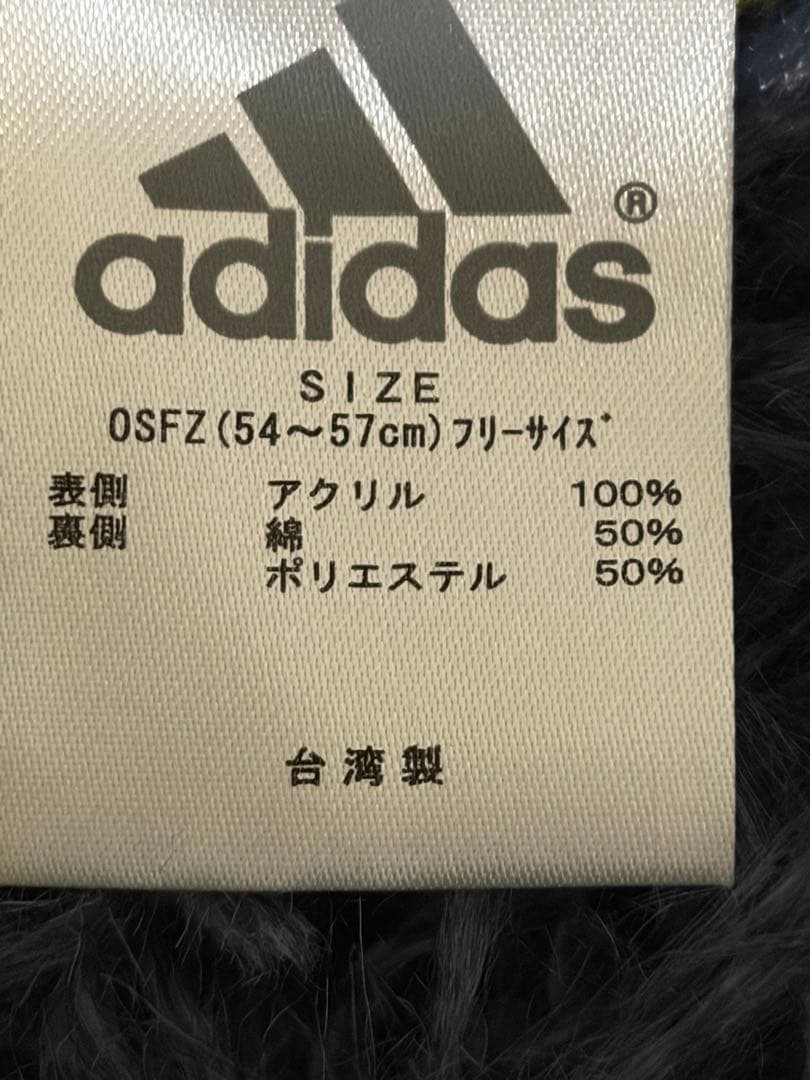 adidas®
SIZE
OSFZ(54〜57cm)ﾌﾘｰｻｲｽﾞ
表側 アクリル 100%
裏側 綿 50%
ポリエステル 50%
台湾製